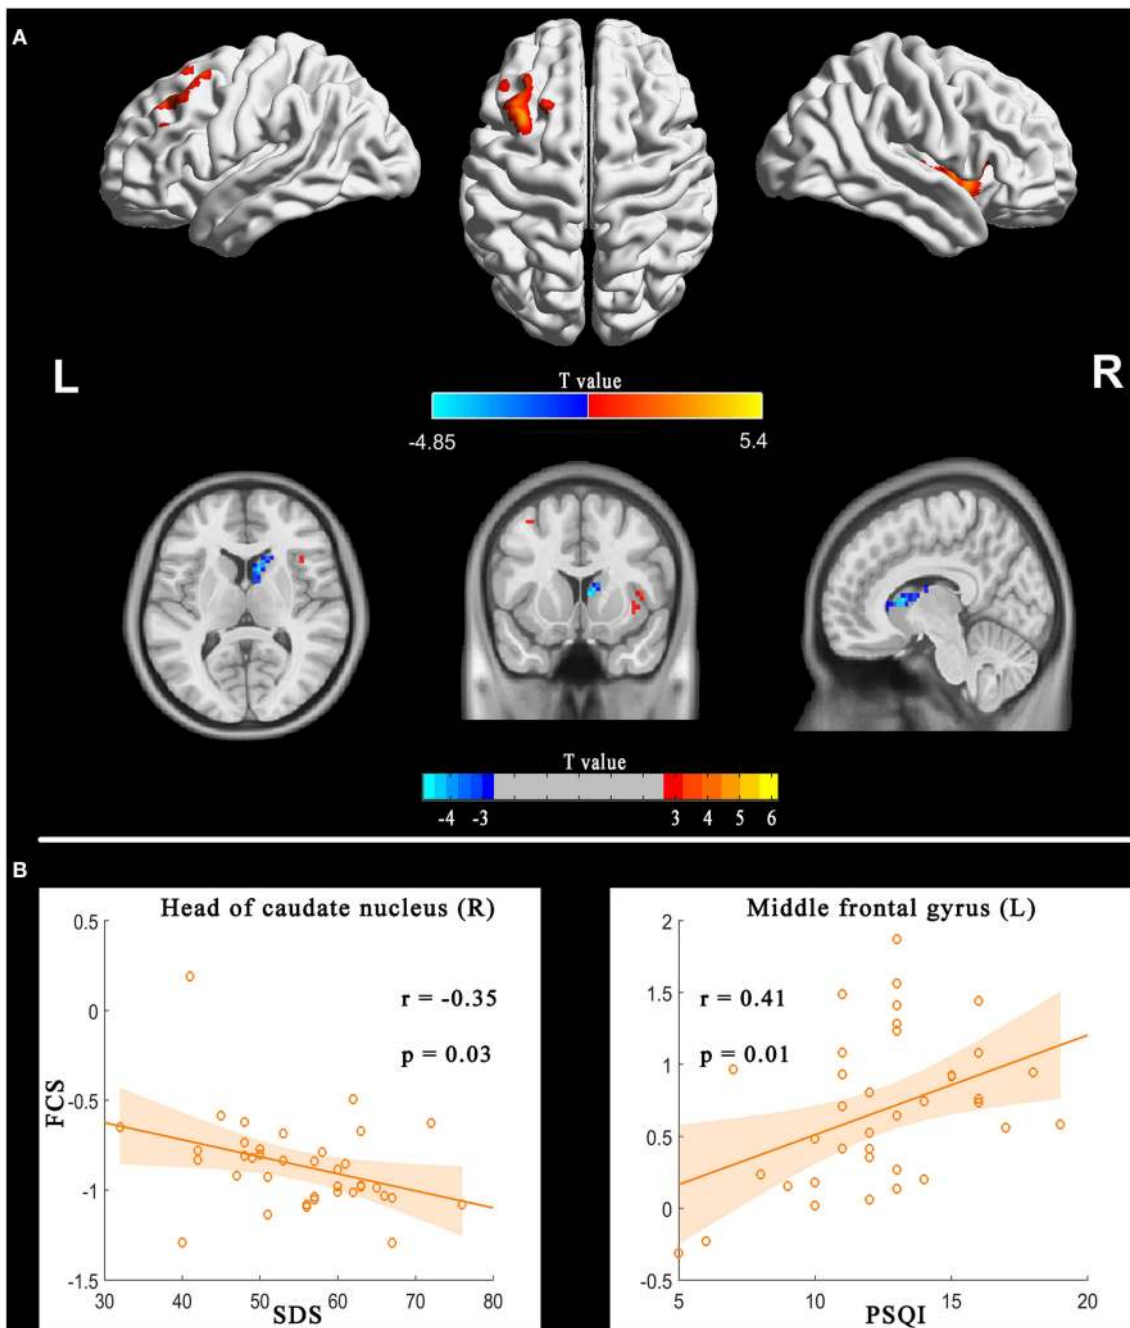 A
L
R
T value
-4.85 5.4
T value
-4 -3 3 4 5 6
B
Head of caudate nucleus (R)
r = -0.35
p = 0.03
FCS
0.5
0
-0.5
-1
-1.5
30 40 50 60 70 80
SDS
Middle frontal gyrus (L)
r = 0.41
p = 0.01
2
1.5
1
0.5
0
-0.5
5 10 15 20
PSQI